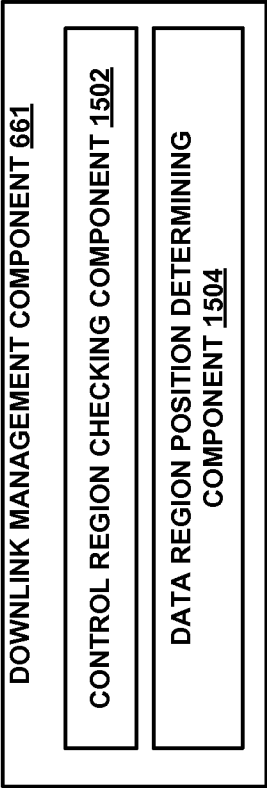 DOWNLINK MANAGEMENT COMPONENT 661
CONTROL REGION CHECKING COMPONENT 1502
DATA REGION POSITION DETERMINING
COMPONENT 1504